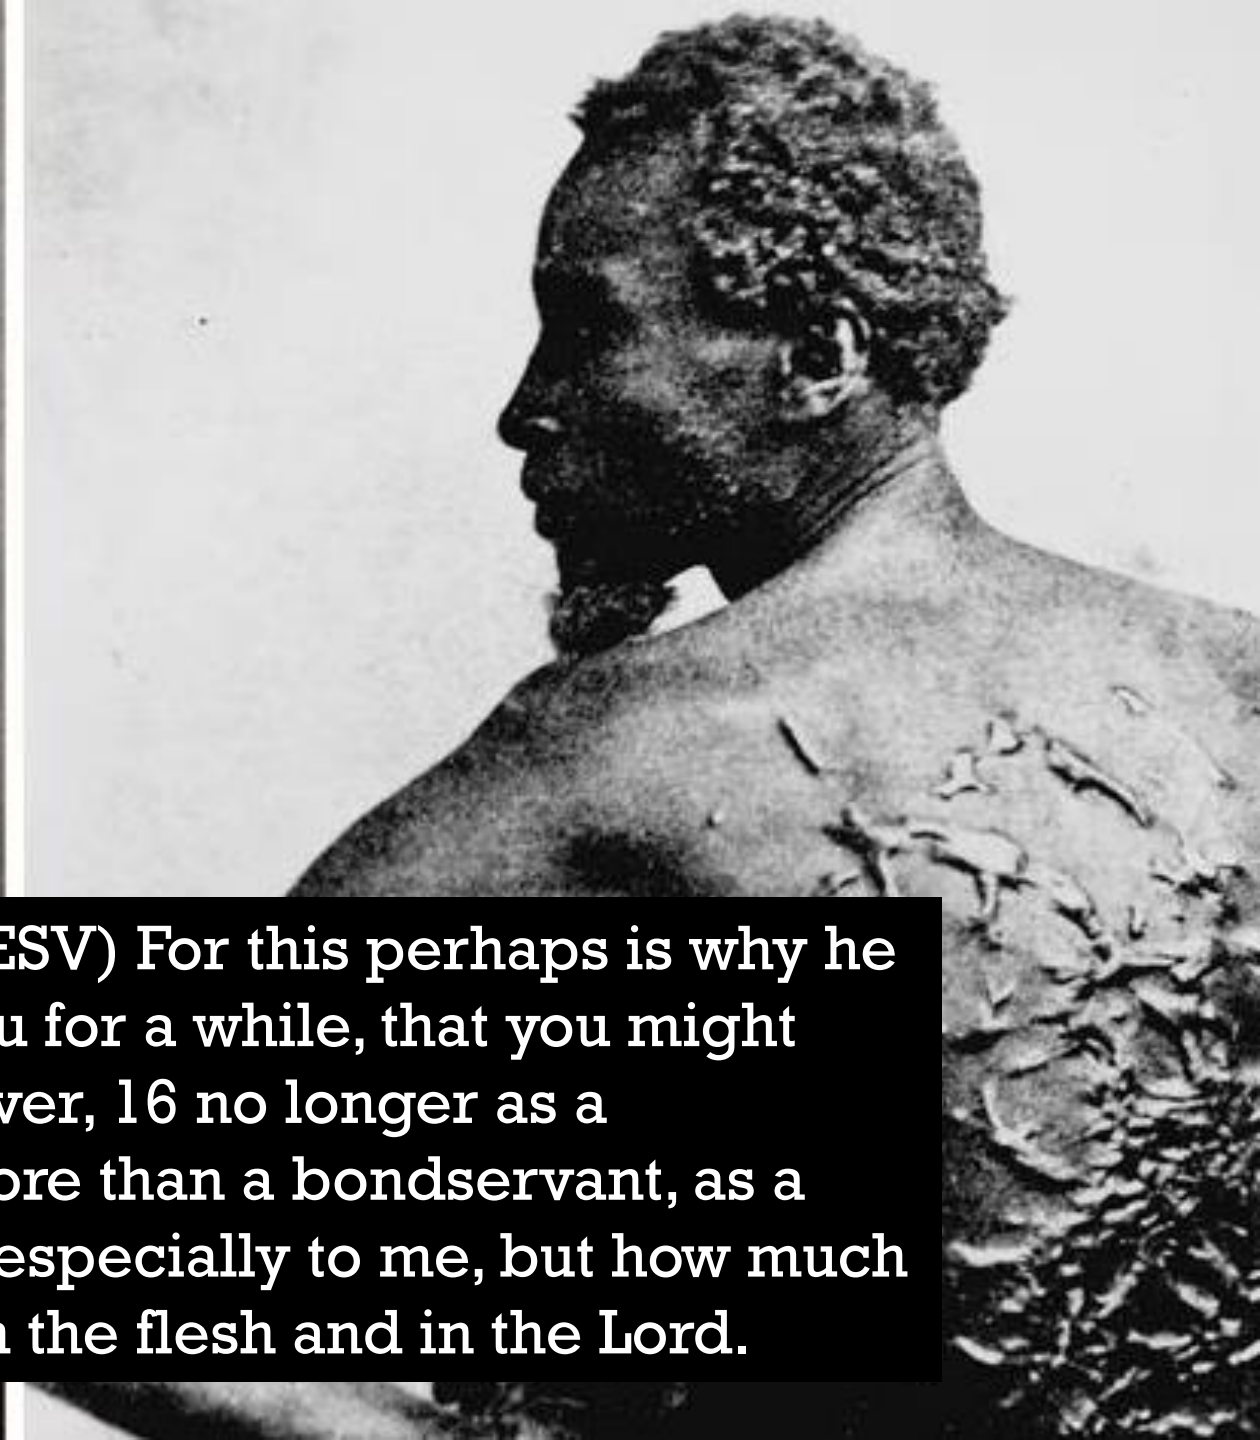 ESV) For this perhaps is why he
u for a while, that you might
ver, 16 no longer as a
ore than a bondservant, as a
especially to me, but how much
the flesh and in the Lord.